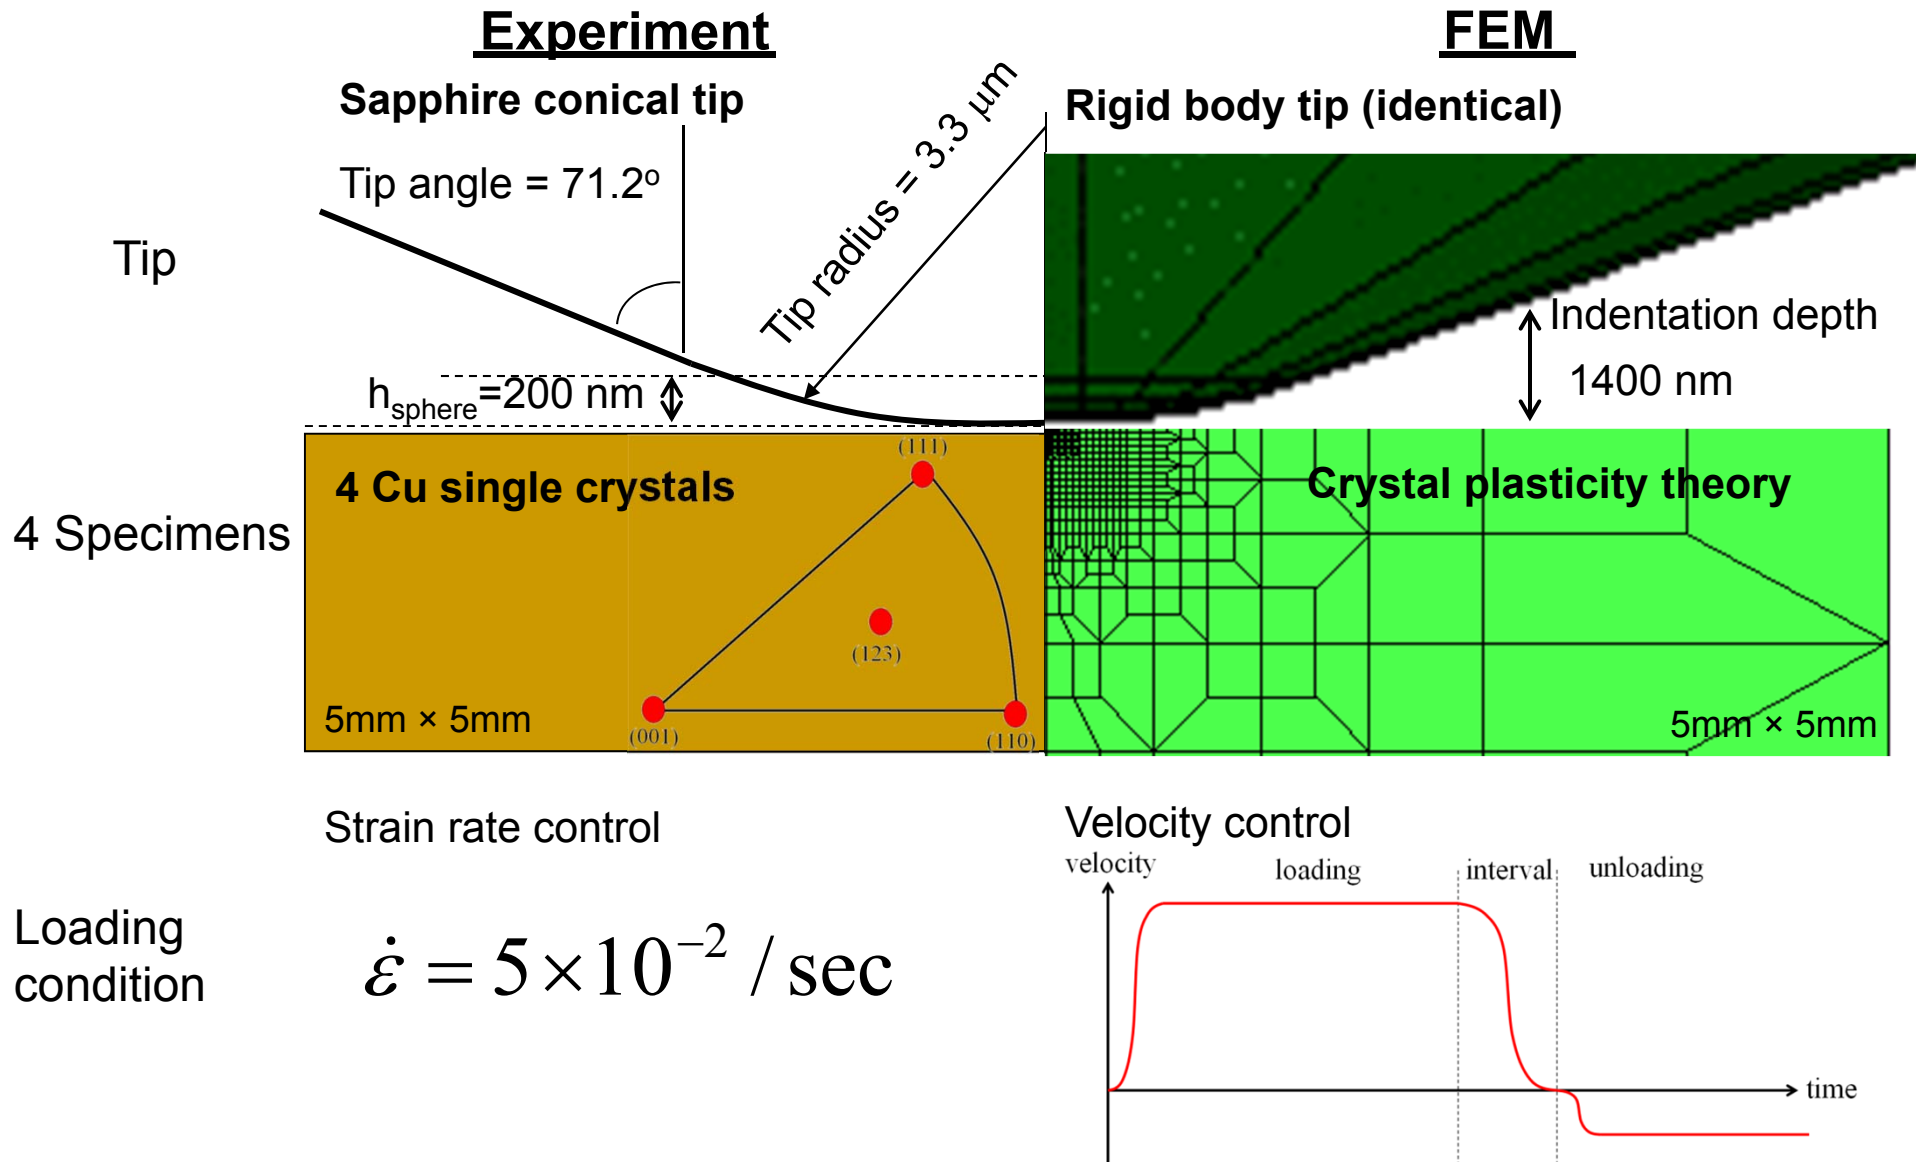 Experiment
FEM
Sapphire conical tip
Rigid body tip (identical)
Tip angle = 71.2º
Tip radius = 3.3 μm
Tip
Indentation depth
1400 nm
hsphere=200 nm
4 Specimens
4 Cu single crystals
(111)
(123)
(001)
(110)
5mm × 5mm
Crystal plasticity theory
5mm × 5mm
Loading
condition
Strain rate control
ε̇ = 5×10⁻² / sec
Velocity control
velocity
loading
interval
unloading
time